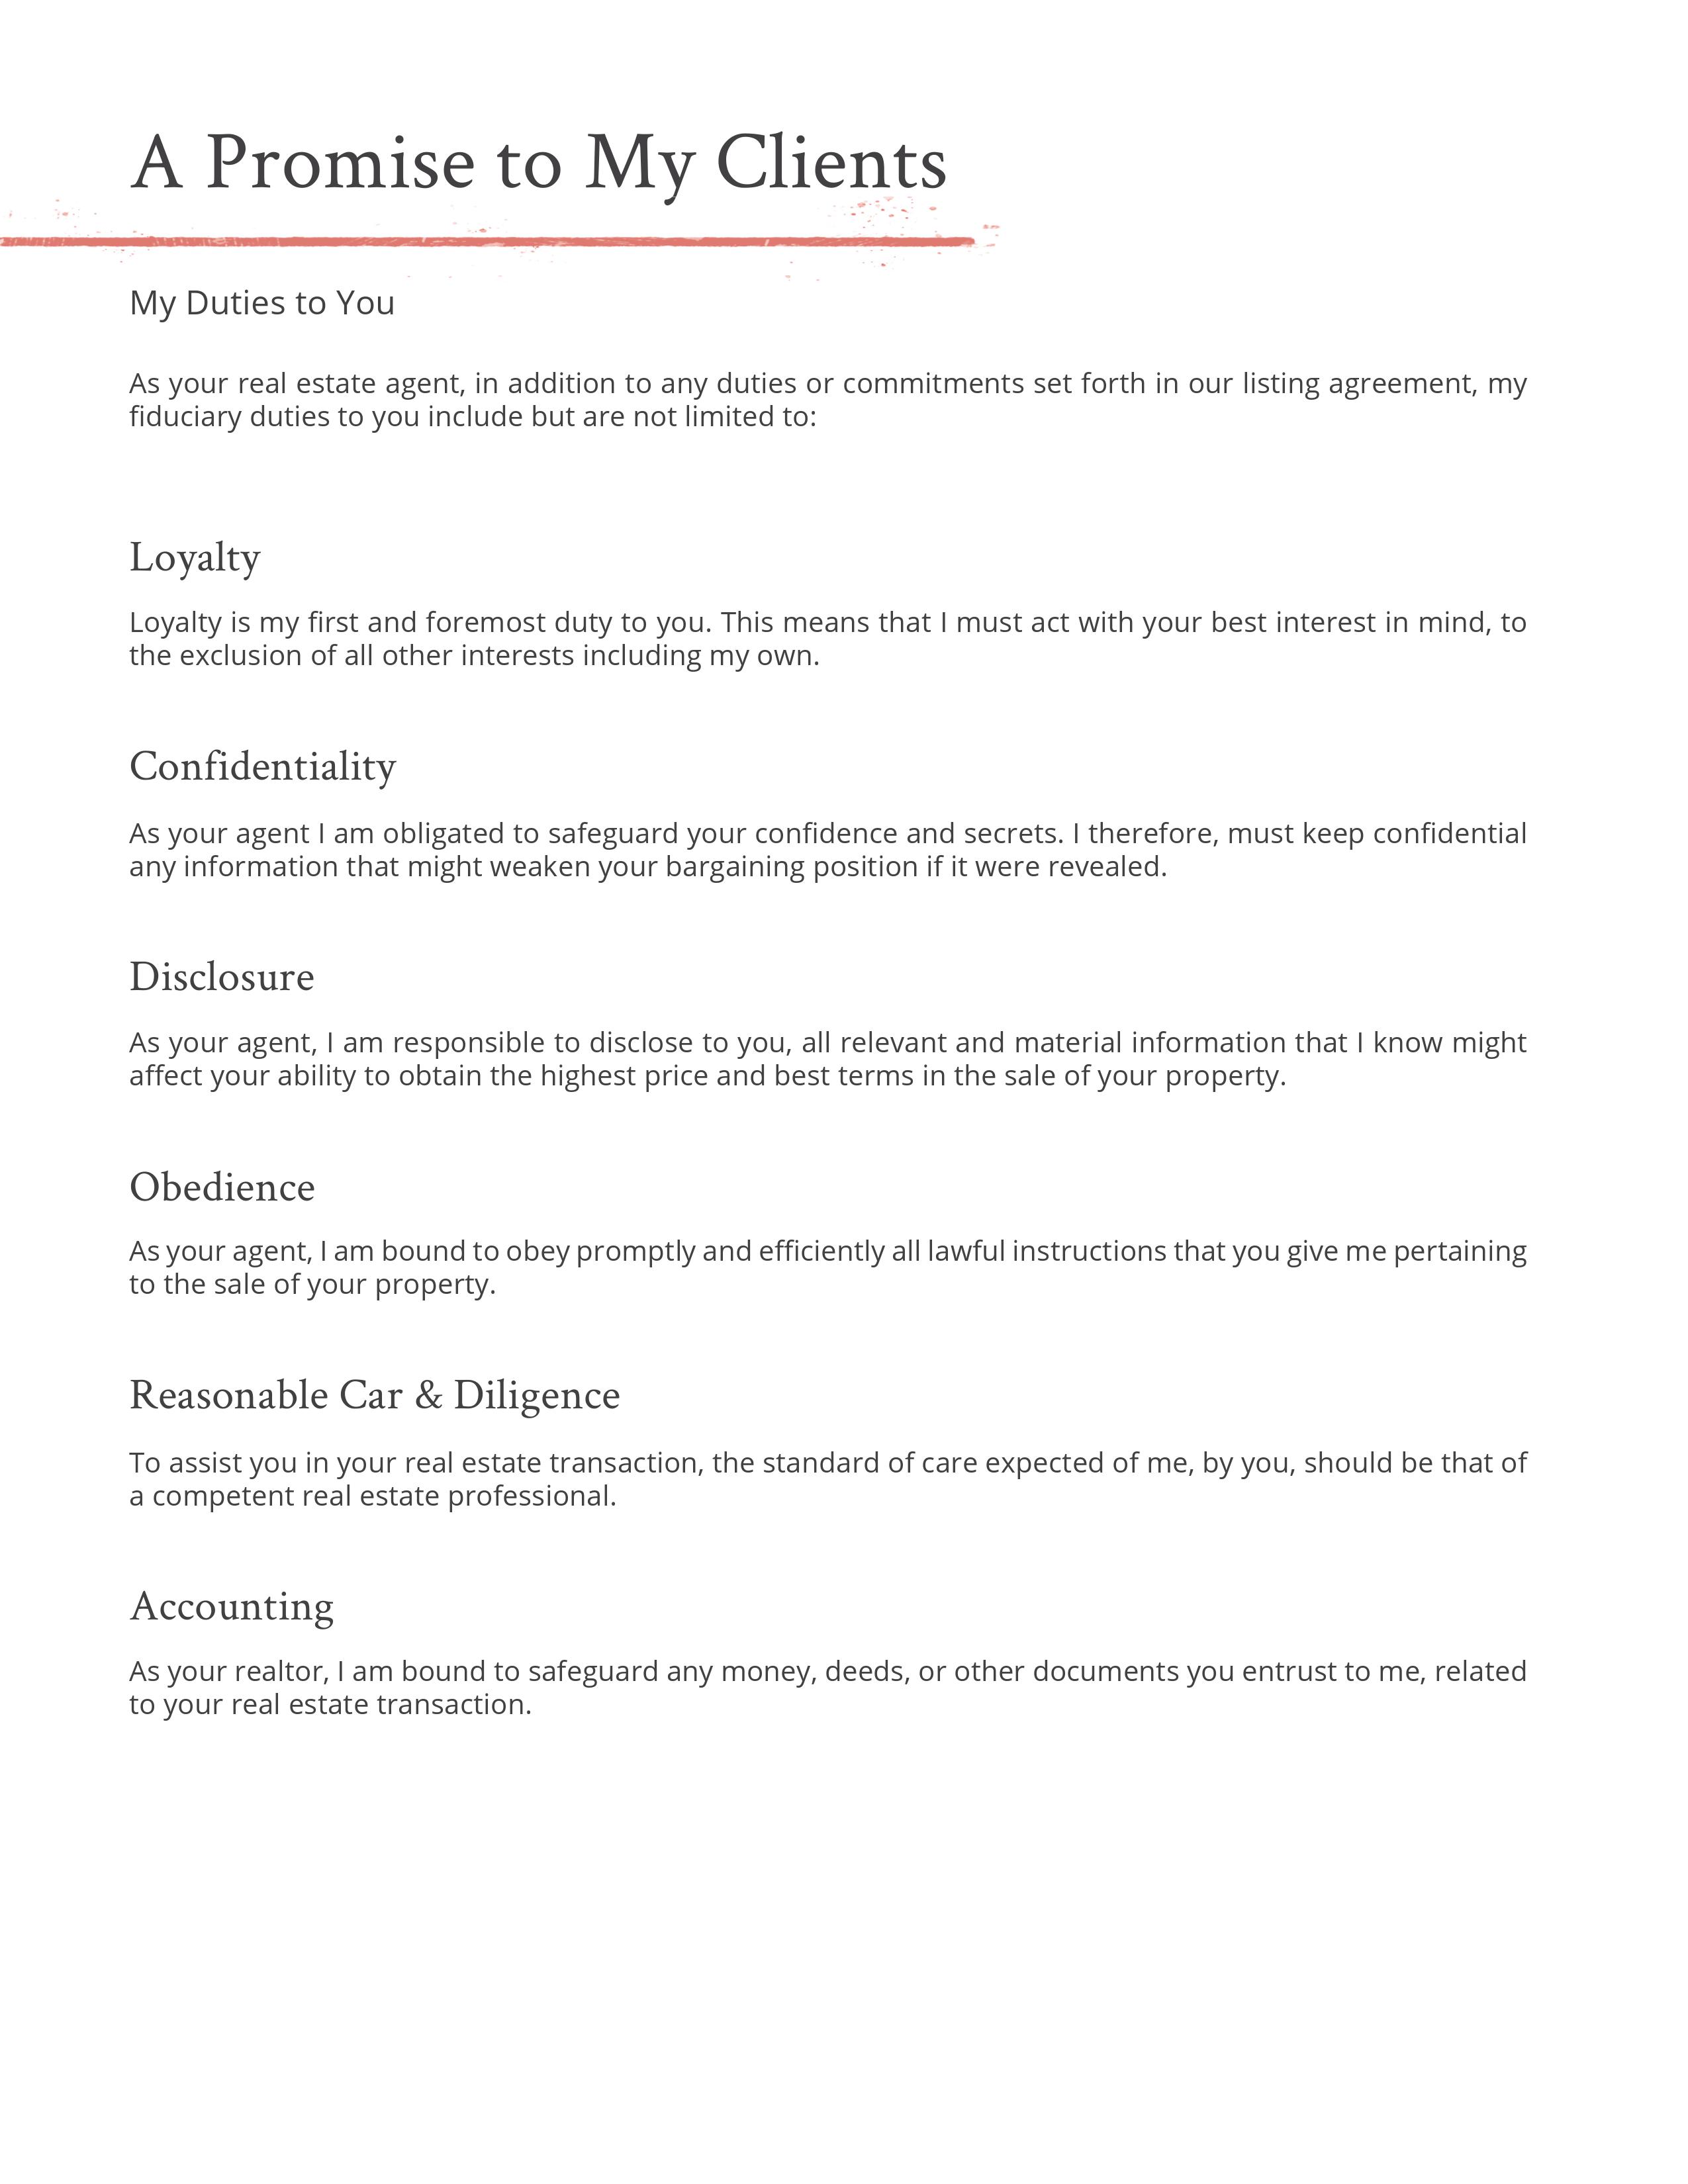 A Promise to My Clients
My Duties to You
As your real estate agent, in addition to any duties or commitments set forth in our listing agreement, my
fiduciary duties to you include but are not limited to:
Loyalty
Loyalty is my first and foremost duty to you. This means that I must act with your best interest in mind, to
the exclusion of all other interests including my own.
Confidentiality
As your agent I am obligated to safeguard your confidence and secrets. I therefore, must keep confidential
any information that might weaken your bargaining position if it were revealed.
Disclosure
As your agent, I am responsible to disclose to you, all relevant and material information that I know might
affect your ability to obtain the highest price and best terms in the sale of your property.
Obedience
As your agent, I am bound to obey promptly and efficiently all lawful instructions that you give me pertaining
to the sale of your property.
Reasonable Car & Diligence
To assist you in your real estate transaction, the standard of care expected of me, by you, should be that of
a competent real estate professional.
Accounting
As your realtor, I am bound to safeguard any money, deeds, or other documents you entrust to me, related
to your real estate transaction.